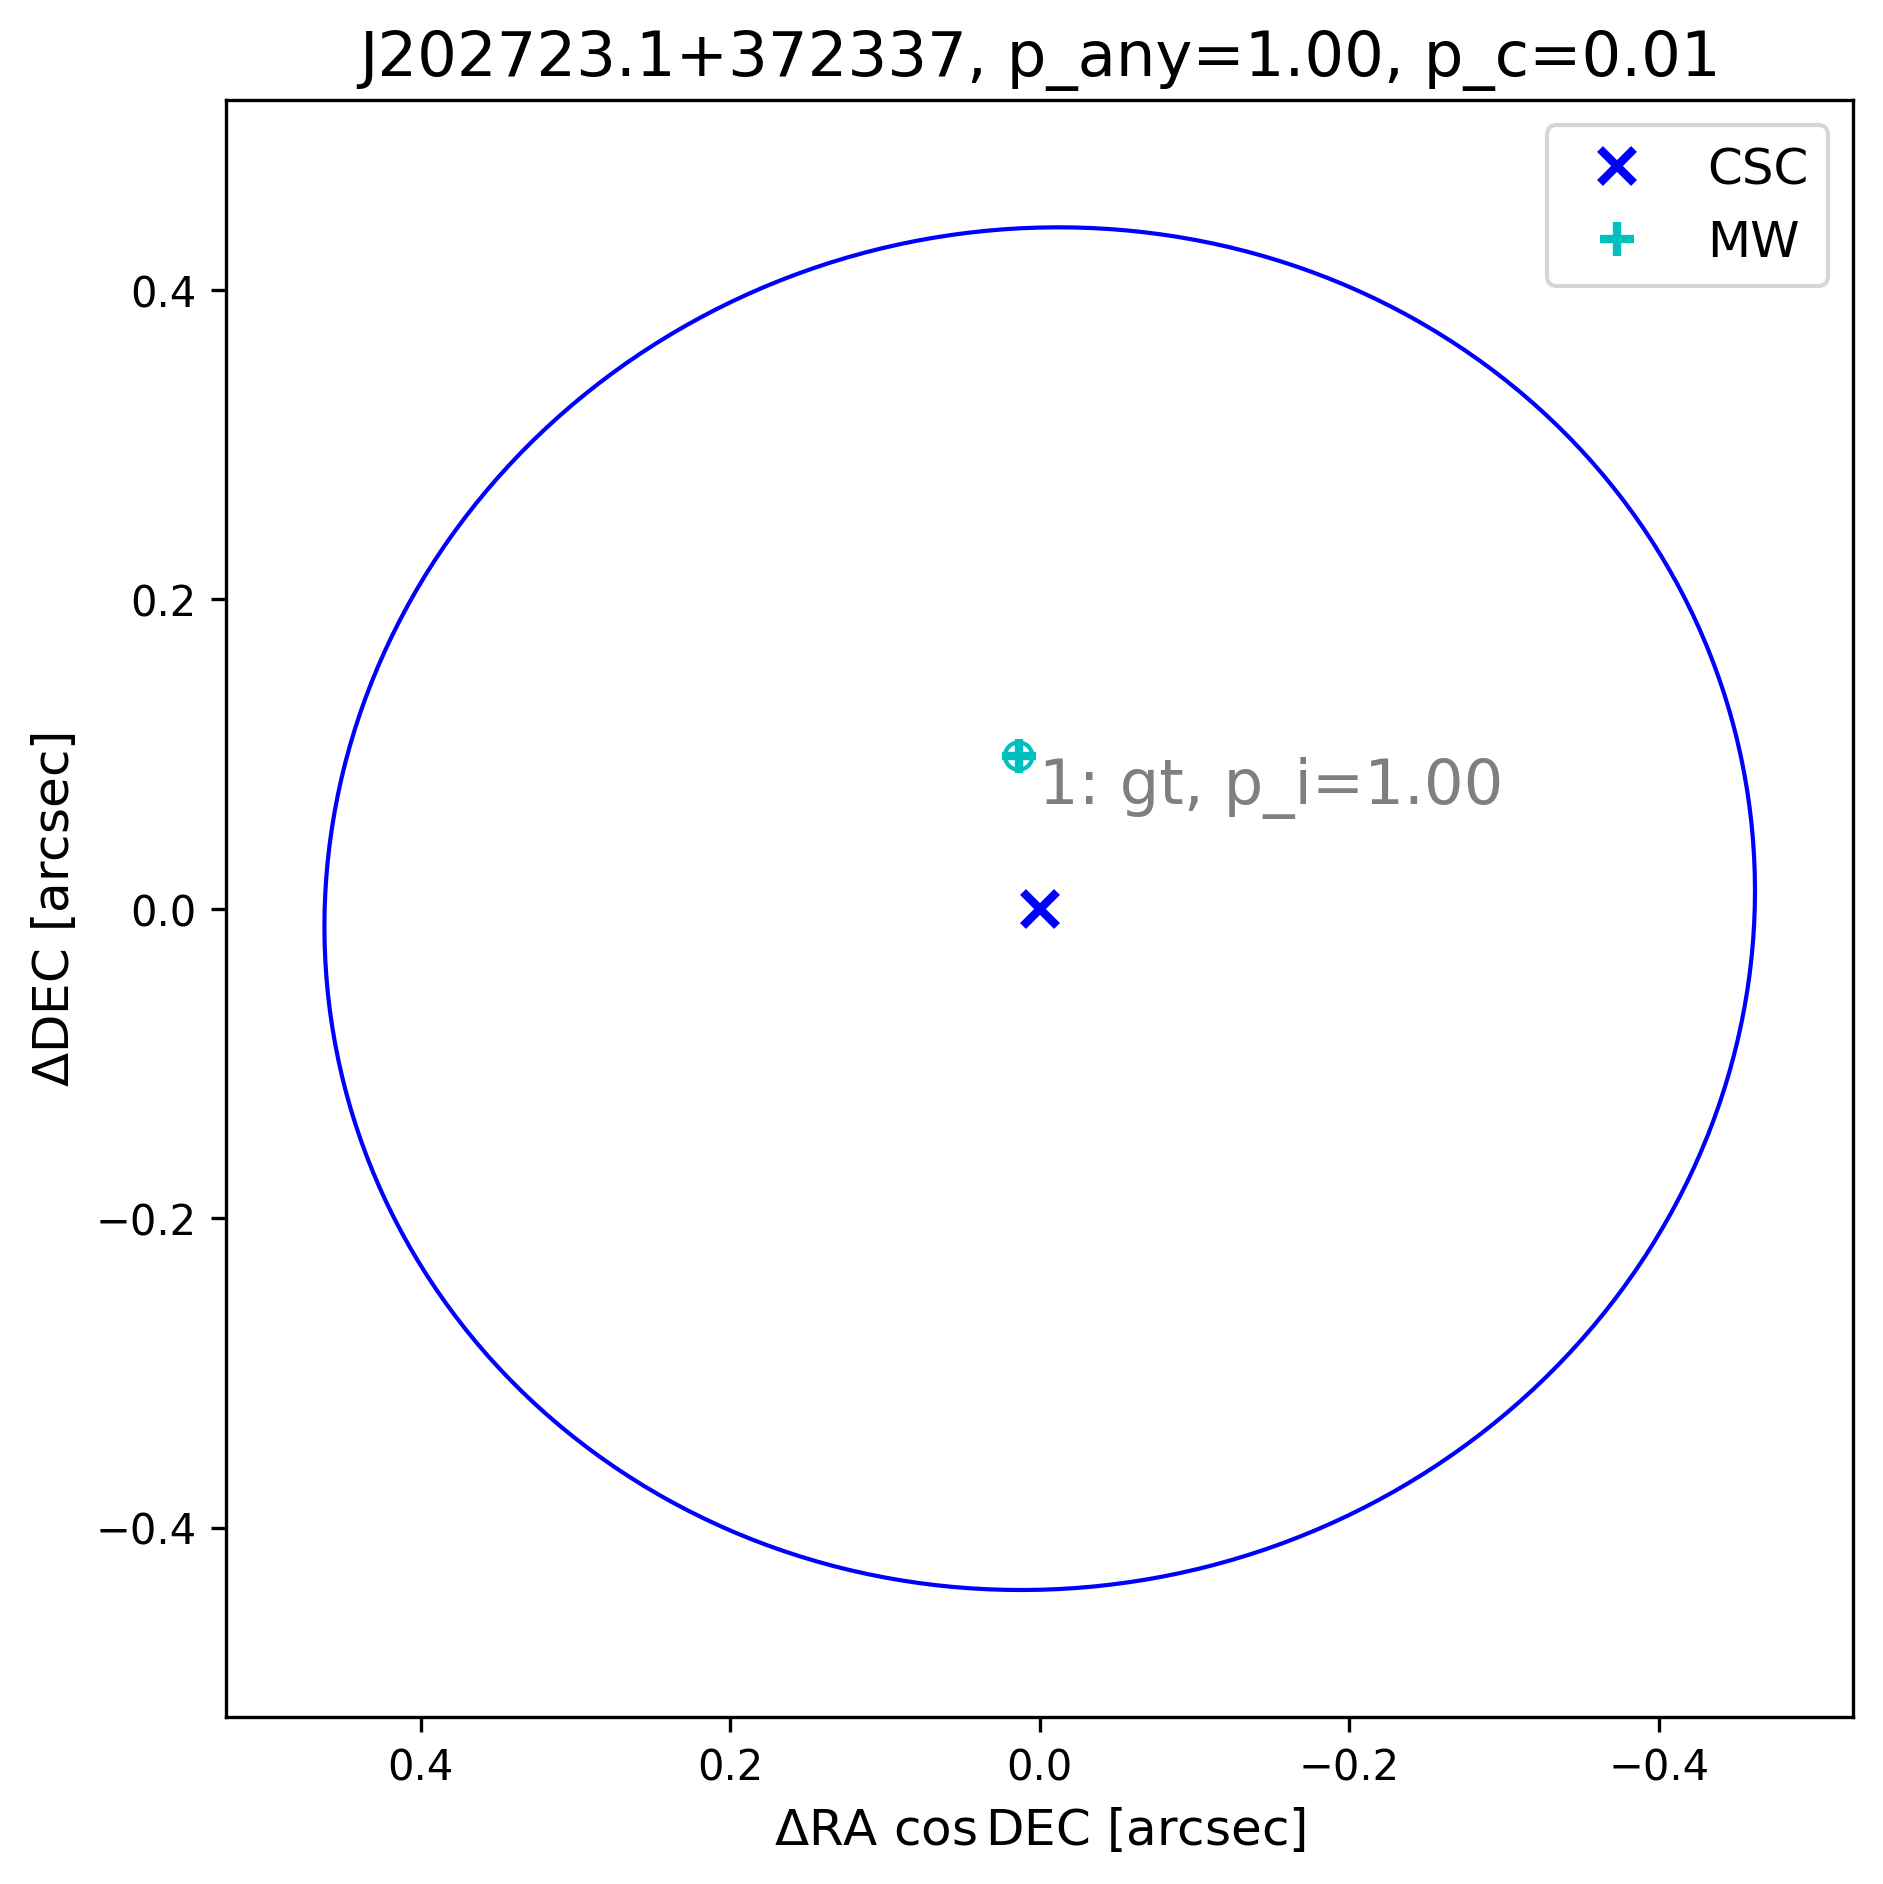 J202723.1+372337, p_any=1.00, p_c=0.01
CSC
MW
0.4
0.2
0.0
−0.2
−0.4
ΔDEC [arcsec]
1: gt, p_i=1.00
0.4 0.2 0.0 −0.2 −0.4
ΔRA cos DEC [arcsec]